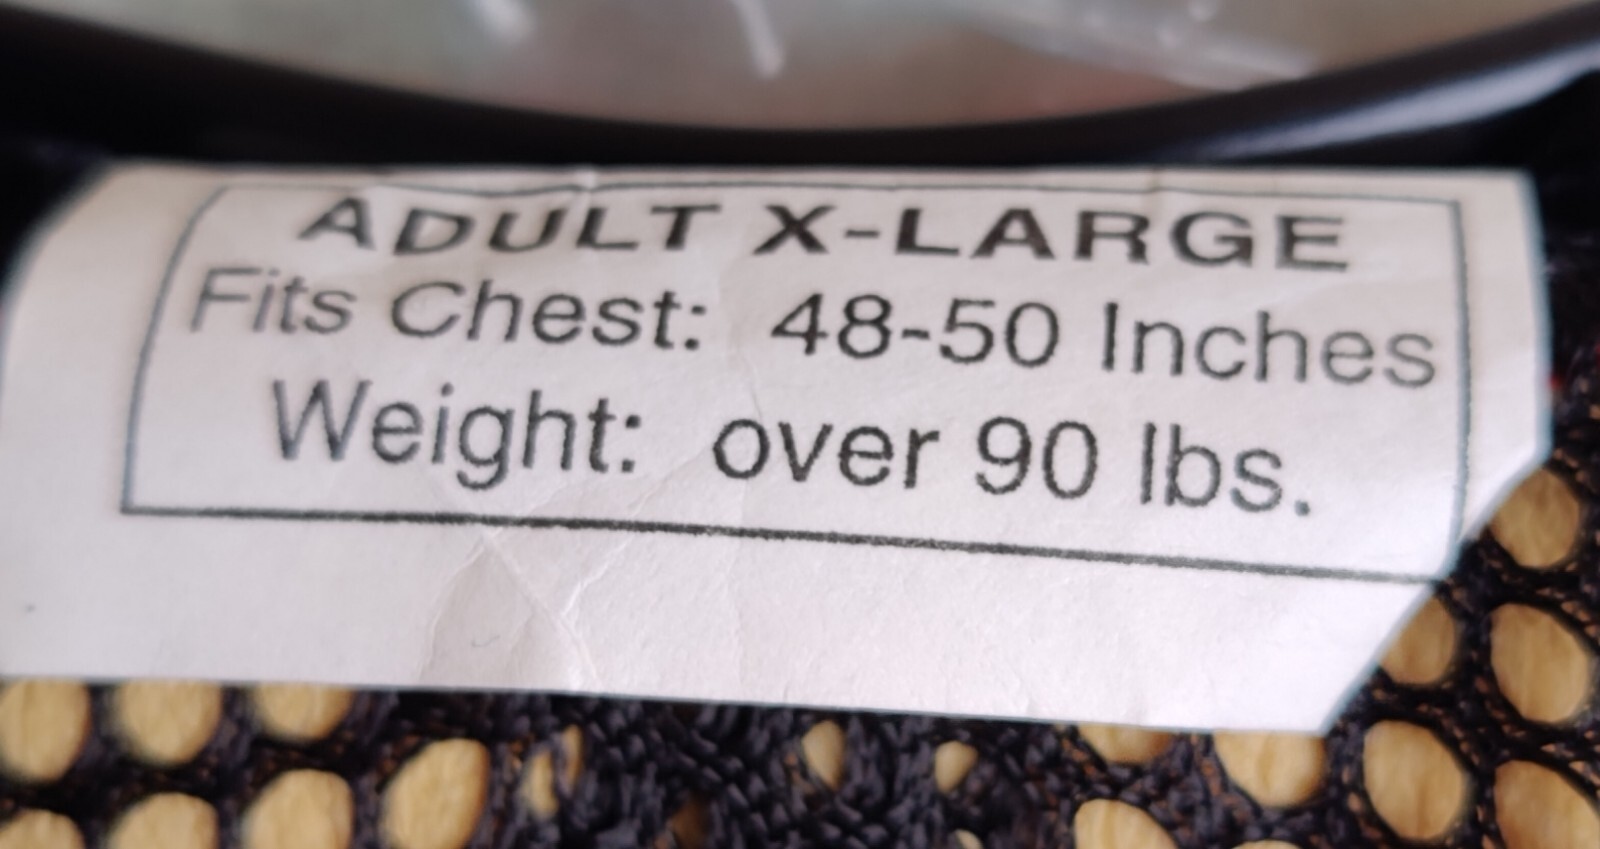 ADULT X-LARGE
Fits Chest: 48-50 Inches
Weight: over 90 lbs.